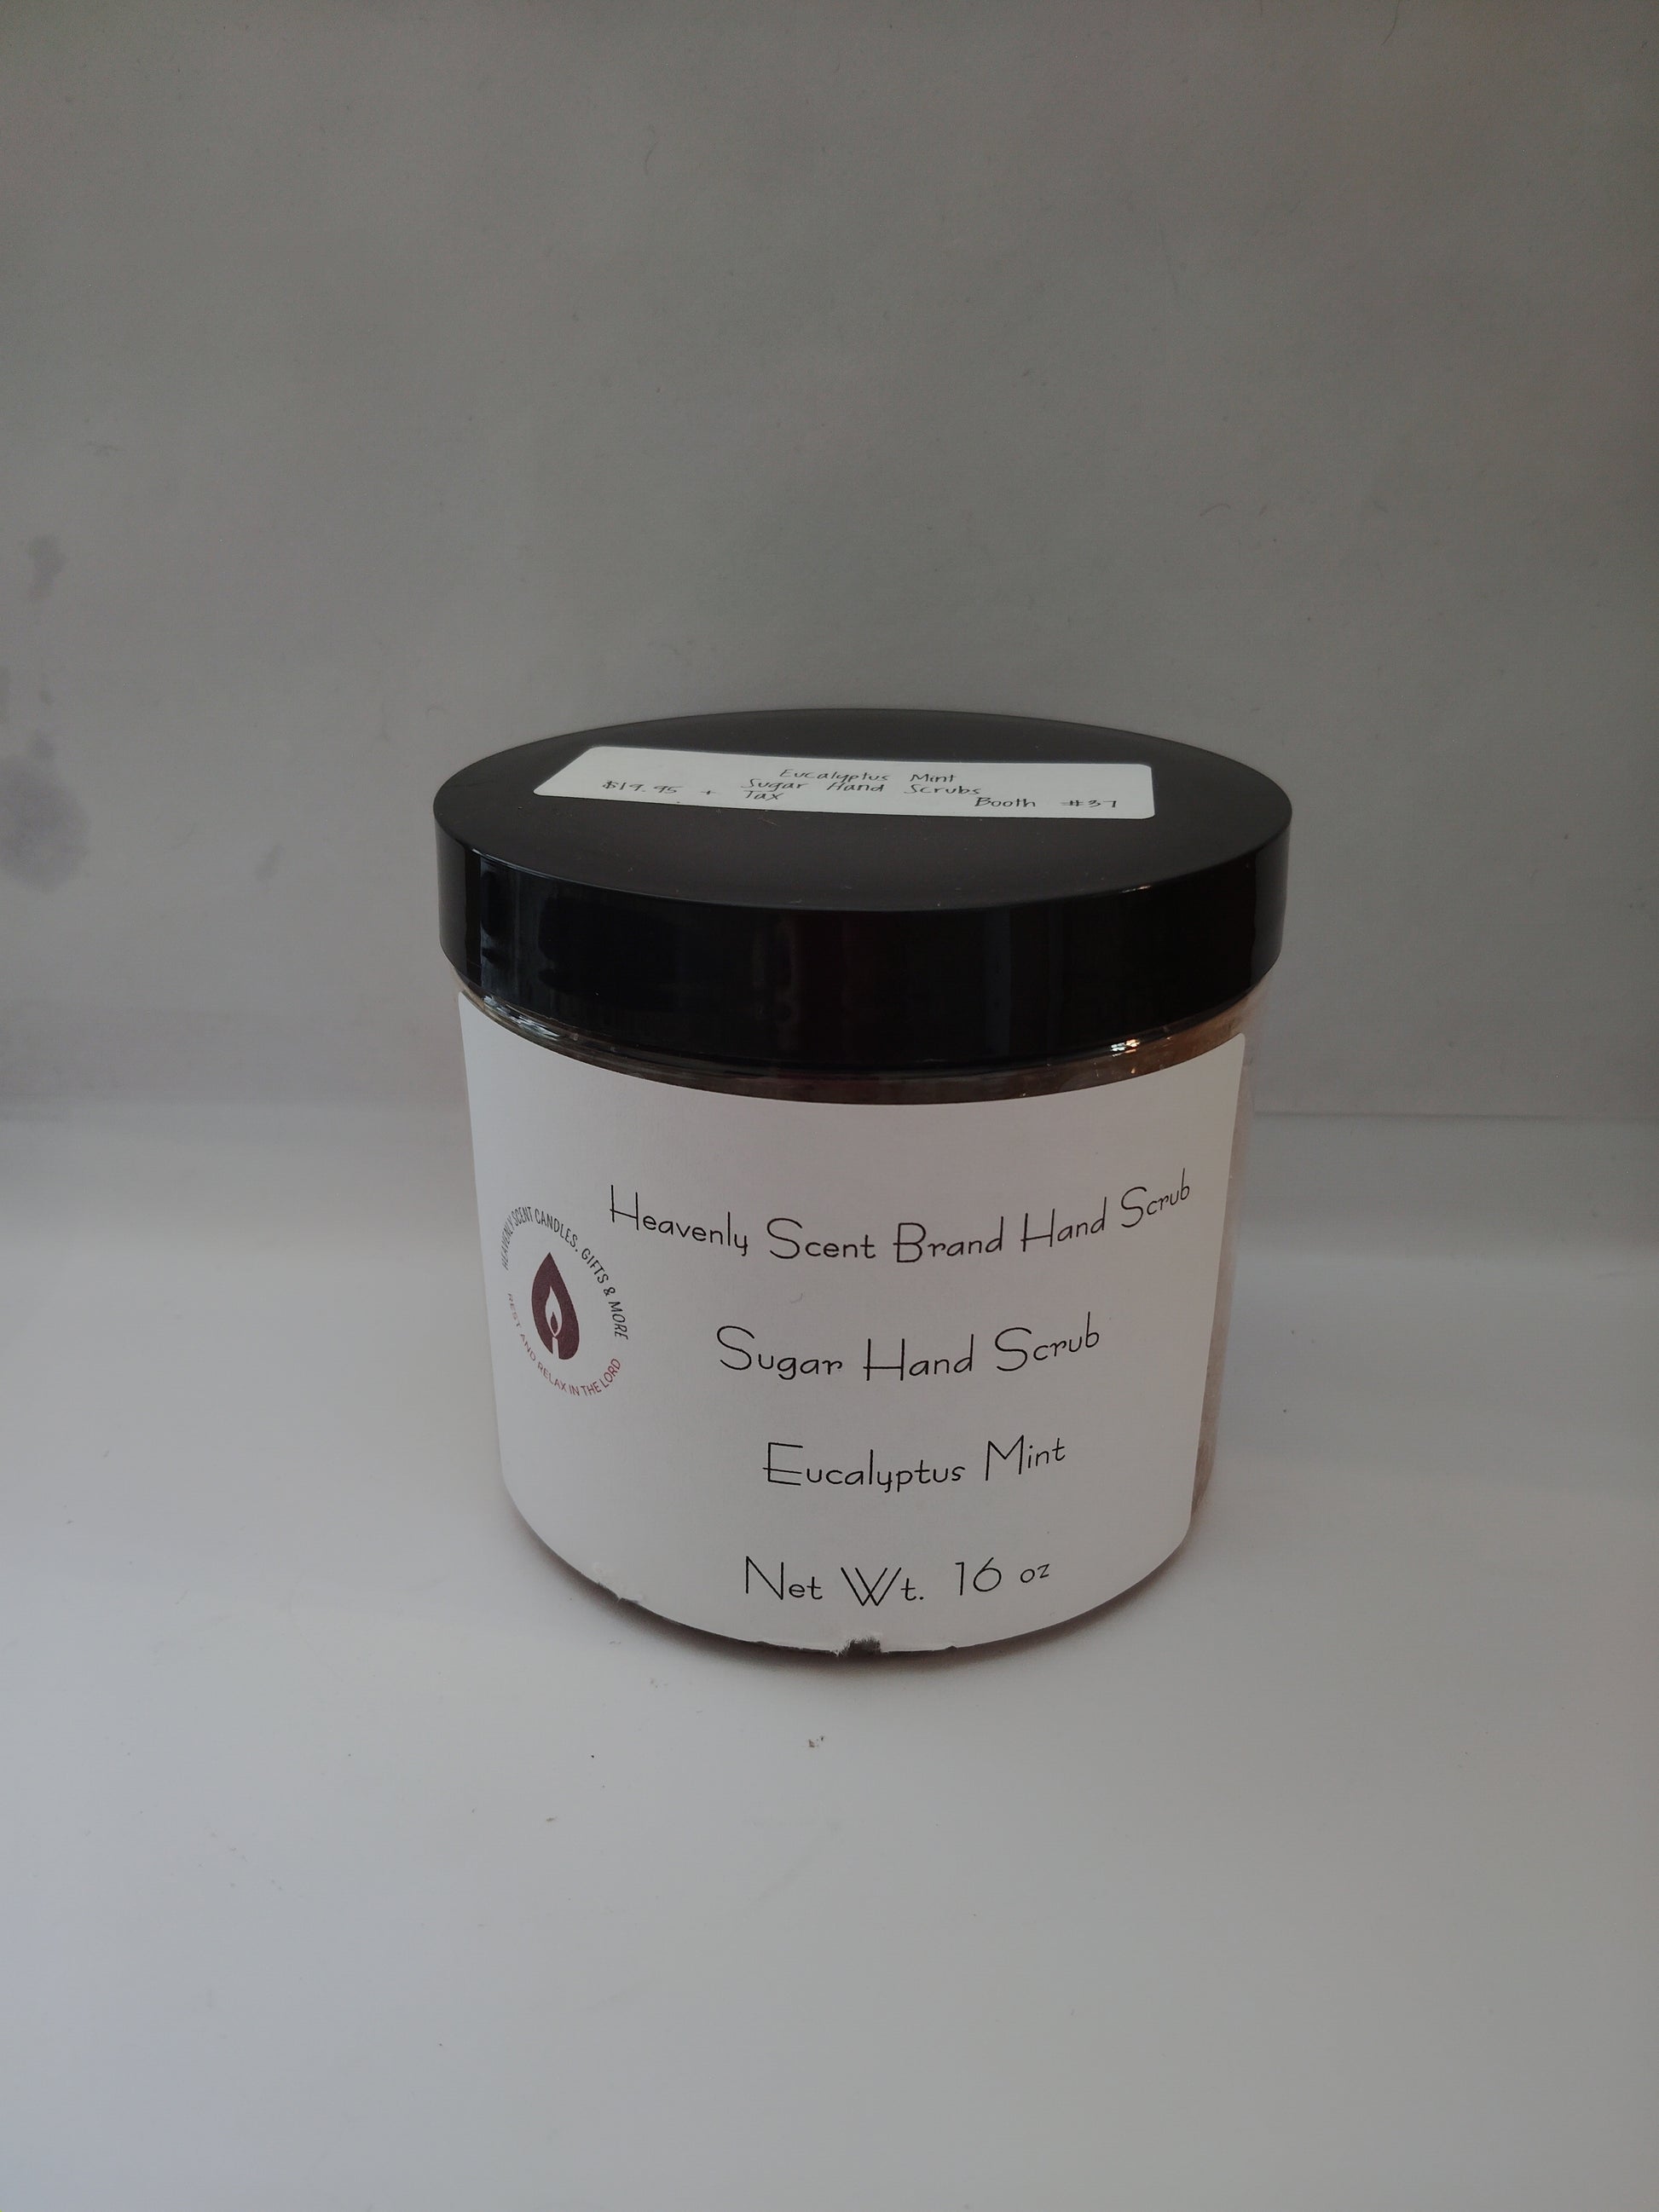 Eucalyptus Mint
Sugar Hand Scrubs
$19.95 + Tax
Booth #37
HEAVENLY SCENT CANDLES, GIFTS & MORE
REST AND RELAX IN THE LORD
Heavenly Scent Brand Hand Scrub
Sugar Hand Scrub
Eucalyptus Mint
Net Wt. 16 oz